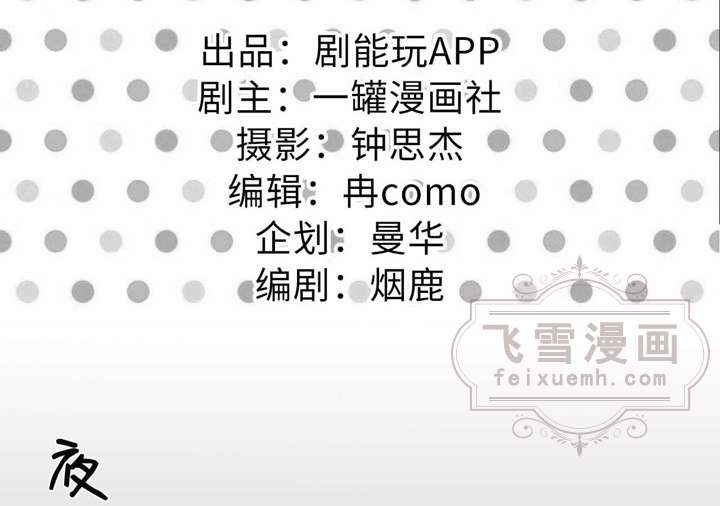 出品：剧能玩APP
剧主：一罐漫画社
摄影：钟思杰
编辑：冉como
企划：曼华
编剧：烟鹿
飞雪漫画
feixuemh.com
夜